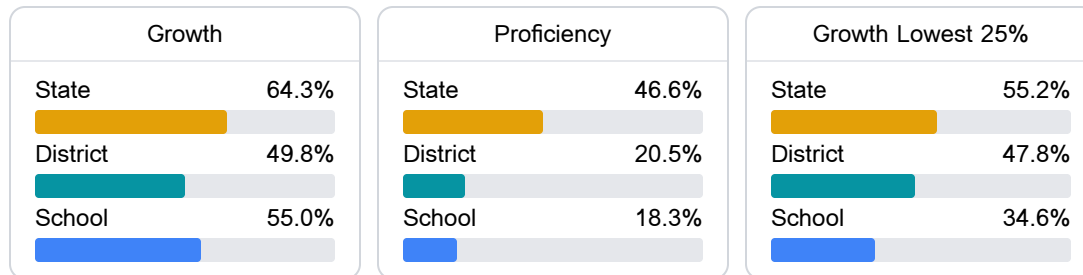 Growth
State 64.3%
District 49.8%
School 55.0%
Proficiency
State 46.6%
District 20.5%
School 18.3%
Growth Lowest 25%
State 55.2%
District 47.8%
School 34.6%